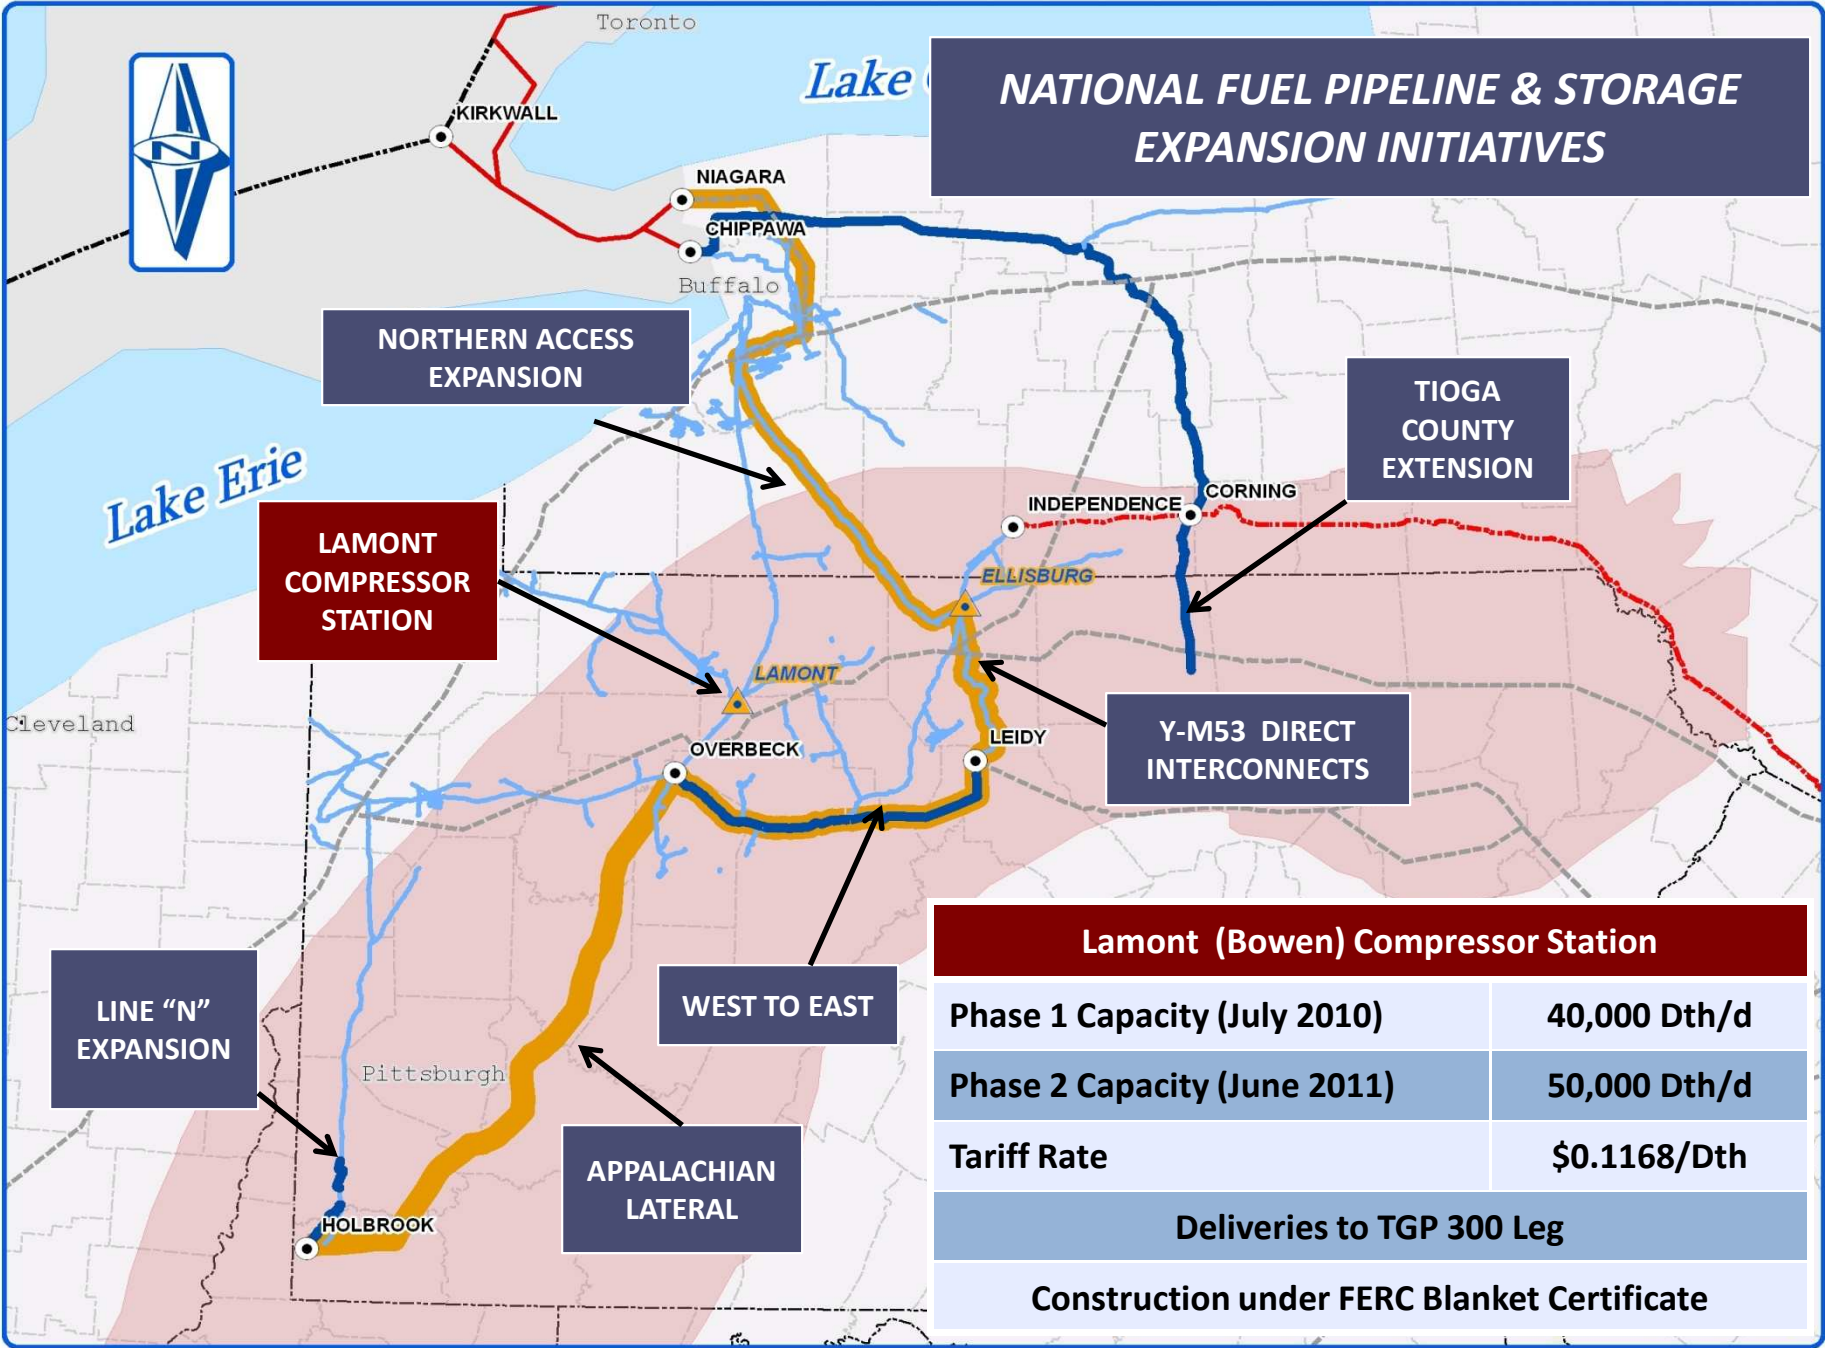 Toronto
Lake
NATIONAL FUEL PIPELINE & STORAGE
EXPANSION INITIATIVES
N
KIRKWALL
NIAGARA
CHIPPAWA
Buffalo
NORTHERN ACCESS
EXPANSION
TIOGA
COUNTY
EXTENSION
Lake Erie
INDEPENDENCE
CORNING
LAMONT
COMPRESSOR
STATION
ELLISBURG
LAMONT
Cleveland
OVERBECK
LEIDY
Y-M53 DIRECT
INTERCONNECTS
LINE “N”
EXPANSION
WEST TO EAST
Pittsburgh
APPALACHIAN
LATERAL
HOLBROOK
Lamont (Bowen) Compressor Station
Phase 1 Capacity (July 2010) 40,000 Dth/d
Phase 2 Capacity (June 2011) 50,000 Dth/d
Tariff Rate $0.1168/Dth
Deliveries to TGP 300 Leg
Construction under FERC Blanket Certificate